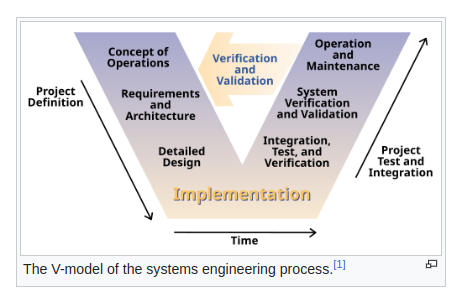 Concept of
Operations
Verification
and
Validation
Operation
and
Maintenance
Project
Definition
Requirements
and
Architecture
System
Verification
and Validation
Detailed
Design
Integration,
Test, and
Verification
Project
Test and
Integration
Implementation
Time
The V-model of the systems engineering process.[1]